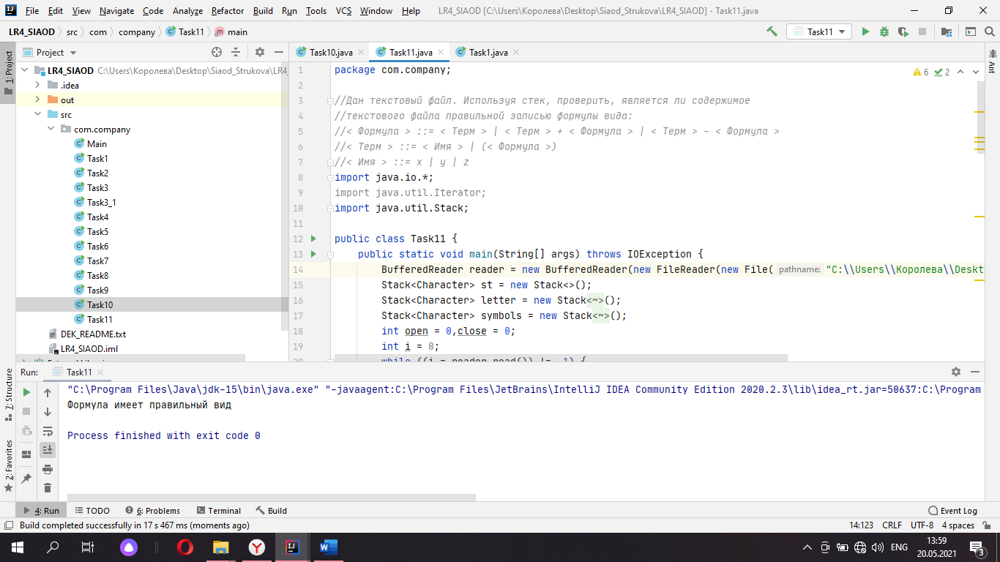 File Edit View Navigate Code Analyze Refactor Build Run Tools VCS Window Help LR4_SIAOD [C:\Users\Королева\Desktop\Siaod_Strukova\LR4_SIAOD] - Task11.java
LR4_SIAOD src com company Task11 main Task11
1: Project
Project
Task10.java Task11.java Task1.java
Ant
LR4_SIAOD C:\Users\Королева\Desktop\Siaod_Strukova\LR4_
.idea
out
src
com.company
Main
Task1
Task2
Task3
Task3_1
Task4
Task5
Task6
Task7
Task8
Task9
Task10
Task11
DEK_README.txt
LR4_SIAOD.iml
6 2
1 package com.company;
2
3 //Дан текстовый файл. Используя стек, проверить, является ли содержимое
4 //текстового файла правильной записью формулы вида:
5 //< Формула > ::= < Терм > | < Терм > + < Формула > | < Терм > - < Формула >
6 //< Терм > ::= < Имя > | (< Формула >)
7 //< Имя > ::= x | y | z
8 import java.io.*;
9 import java.util.Iterator;
10 import java.util.Stack;
11
12 public class Task11 {
13 public static void main(String[] args) throws IOException {
14 BufferedReader reader = new BufferedReader(new FileReader(new File( pathname: "C:\\Users\\Королева\\Deskt
15 Stack<Character> st = new Stack<>();
16 Stack<Character> letter = new Stack<~>();
17 Stack<Character> symbols = new Stack<~>();
18 int open = 0,close = 0;
19 int i = 0;
20 while ((i = reader.read()) != -1) {
Run: Task11
7: Structure
2: Favorites
"C:\Program Files\Java\jdk-15\bin\java.exe" "-javaagent:C:\Program Files\JetBrains\IntelliJ IDEA Community Edition 2020.2.3\lib\idea_rt.jar=50637:C:\Program
Формула имеет правильный вид
Process finished with exit code 0
4: Run TODO 6: Problems Terminal Build Event Log
Build completed successfully in 17 s 467 ms (moments ago) 14:123 CRLF UTF-8 4 spaces
ENG 13:59
20.05.2021
3